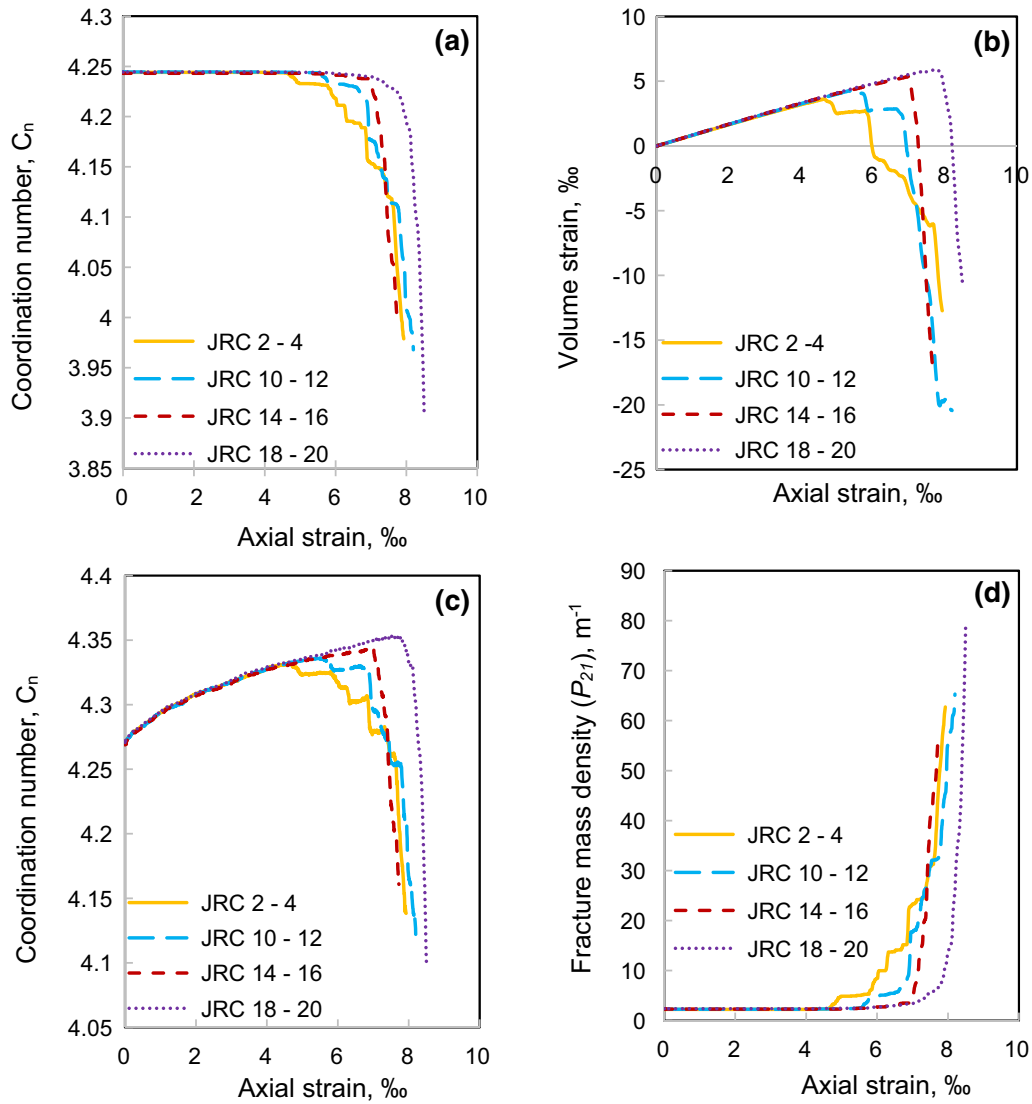 (a)
4.3
4.25
4.2
4.15
4.1
4.05
4
3.95
3.9
3.85
Coordination number, Cₙ
JRC 2 - 4
JRC 10 - 12
JRC 14 - 16
JRC 18 - 20
0 2 4 6 8 10
Axial strain, ‰
(b)
10
5
0
-5
-10
-15
-20
-25
Volume strain, ‰
0 2 4 6 8 10
JRC 2 -4
JRC 10 - 12
JRC 14 - 16
JRC 18 - 20
Axial strain, ‰
(c)
4.4
4.35
4.3
4.25
4.2
4.15
4.1
4.05
Coordination number, Cₙ
JRC 2 - 4
JRC 10 - 12
JRC 14 - 16
JRC 18 - 20
0 2 4 6 8 10
Axial strain, ‰
(d)
90
80
70
60
50
40
30
20
10
0
Fracture mass density (P₂₁), m⁻¹
JRC 2 - 4
JRC 10 - 12
JRC 14 - 16
JRC 18 - 20
0 2 4 6 8 10
Axial strain, ‰